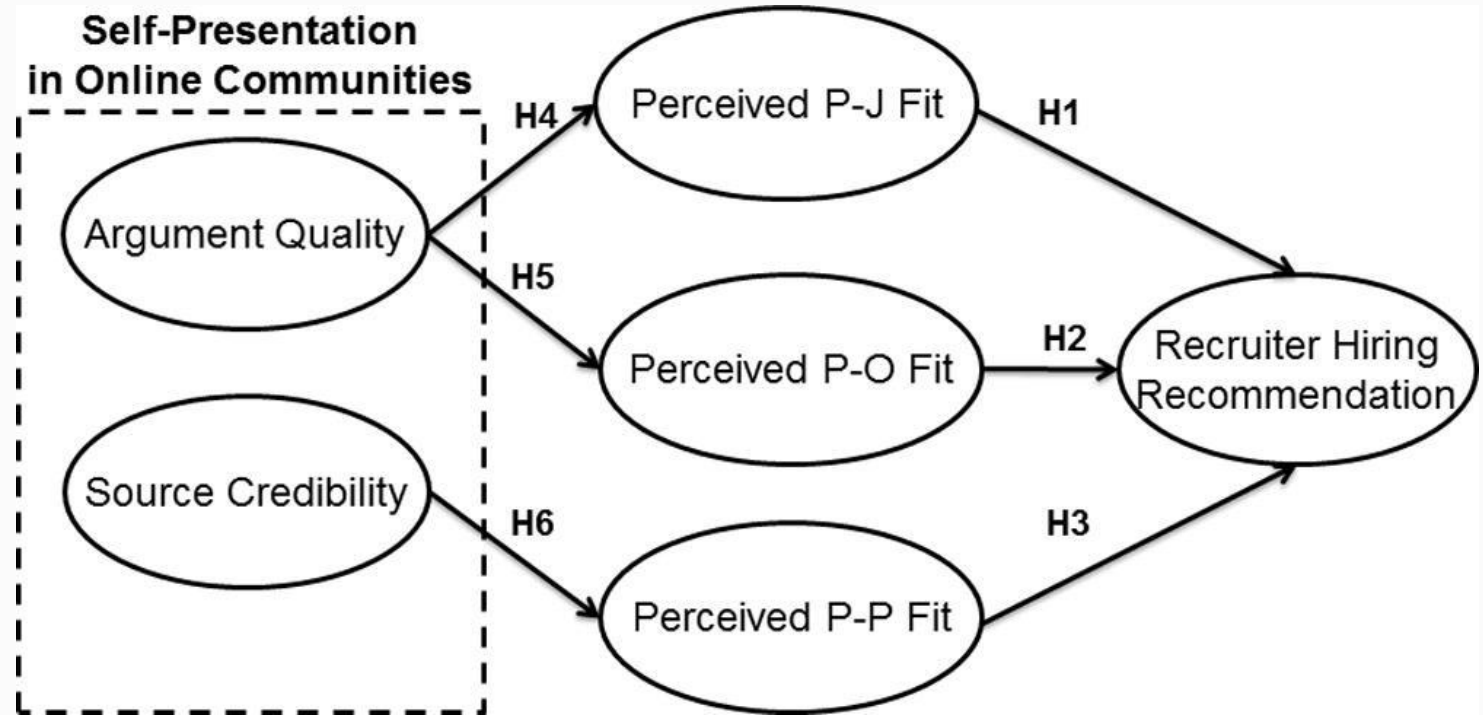 Self-Presentation
in Online Communities
Argument Quality
Source Credibility
H4
H5
H6
Perceived P-J Fit
Perceived P-O Fit
Perceived P-P Fit
H1
H2
H3
Recruiter Hiring
Recommendation